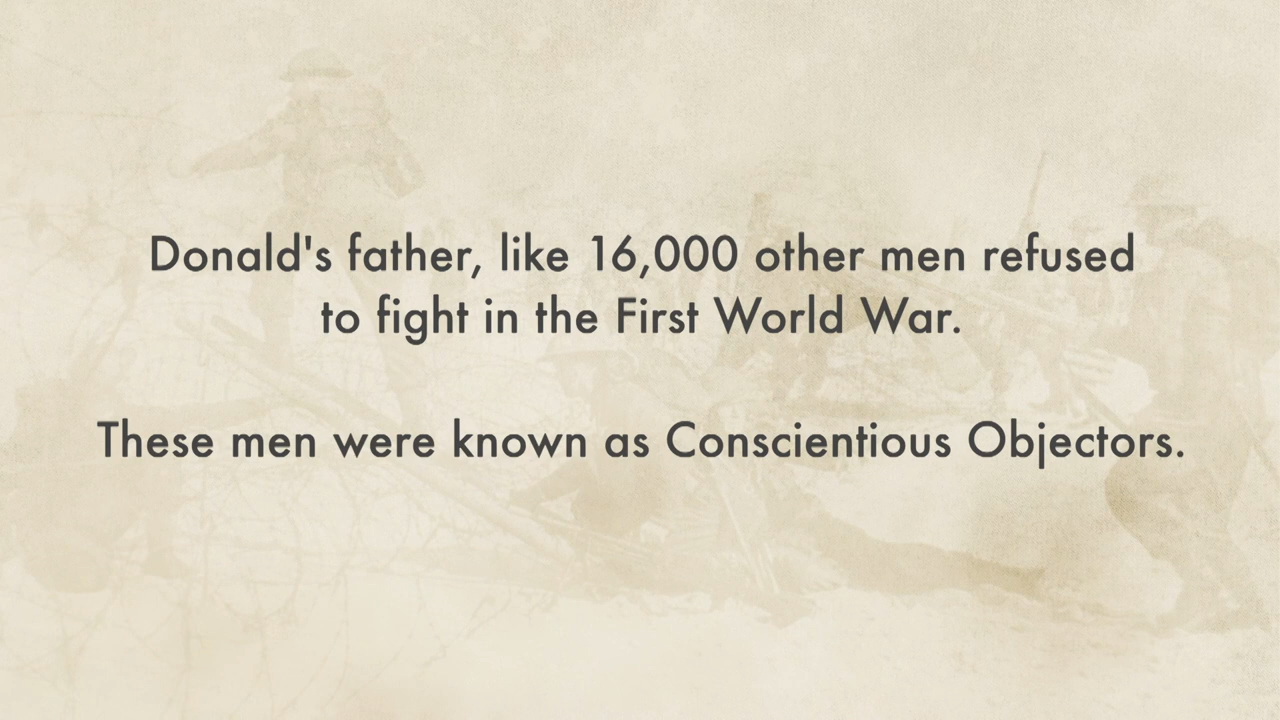 Donald's father, like 16,000 other men refused
to fight in the First World War.
These men were known as Conscientious Objectors.